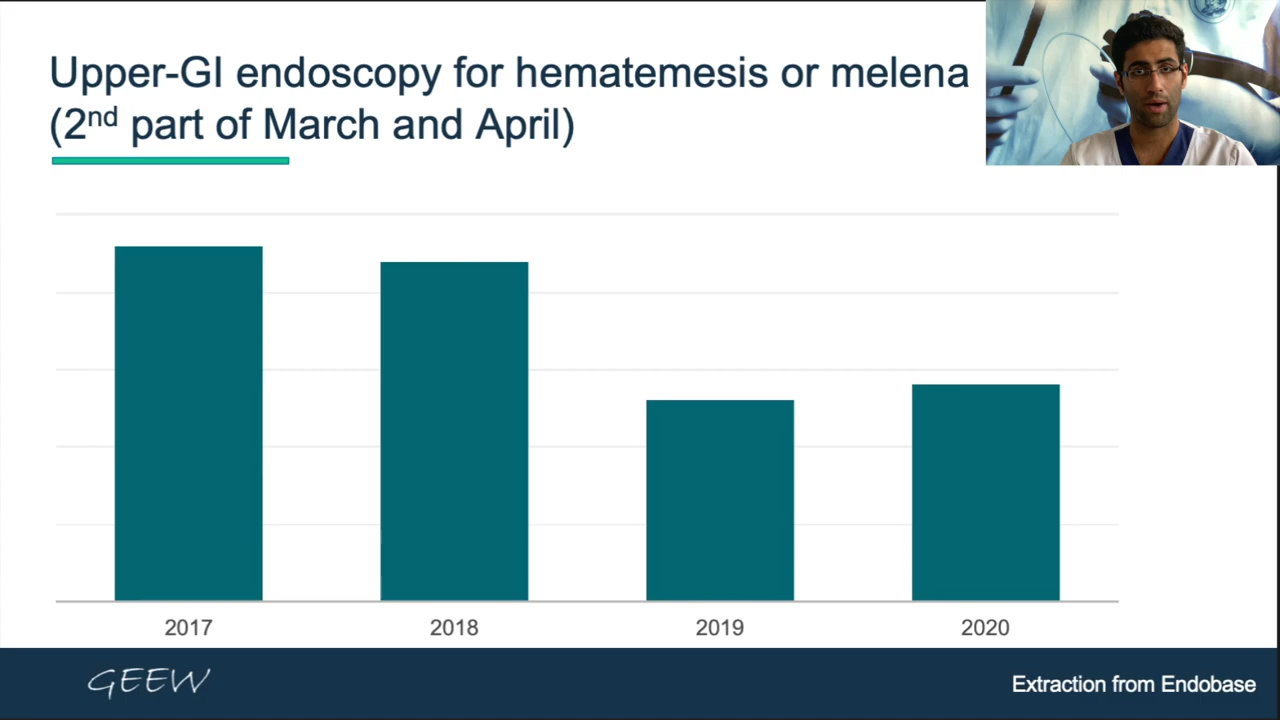 Upper-GI endoscopy for hematemesis or melena
(2nd part of March and April)
2017 2018 2019 2020
GEEW
Extraction from Endobase